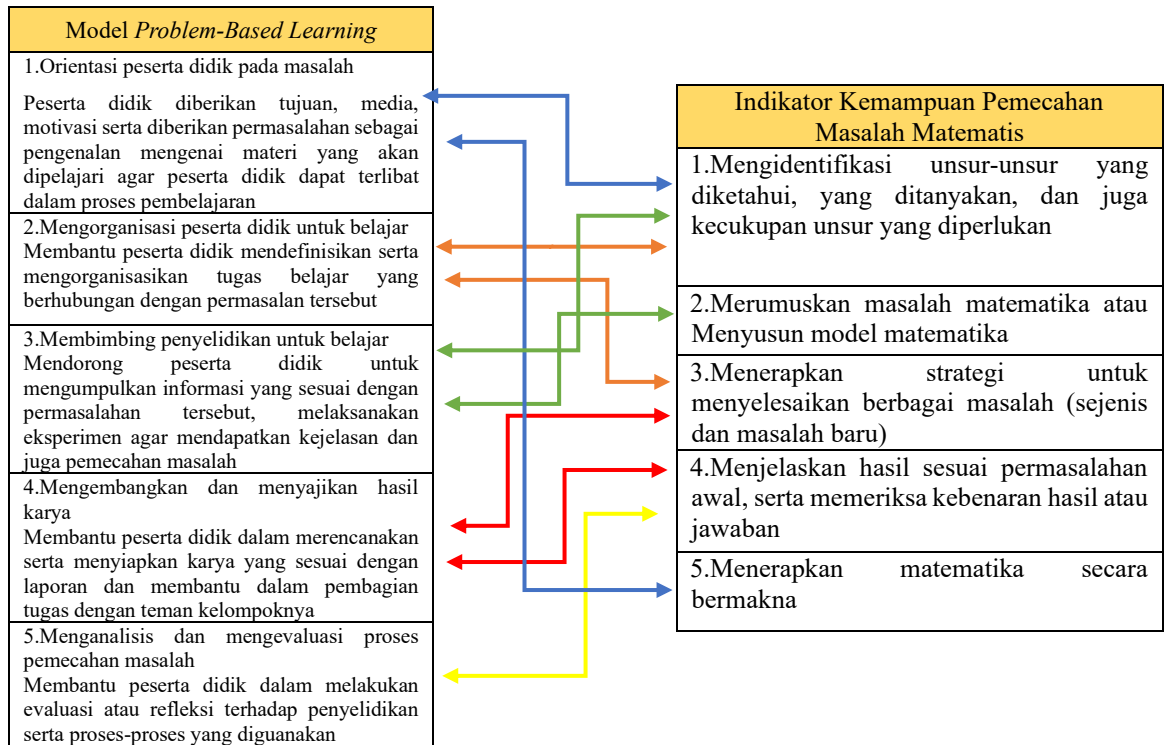 Model Problem-Based Learning
1.Orientasi peserta didik pada masalah
Peserta didik diberikan tujuan, media,
motivasi serta diberikan permasalahan sebagai
pengenalan mengenai materi yang akan
dipelajari agar peserta didik dapat terlibat
dalam proses pembelajaran
2.Mengorganisasi peserta didik untuk belajar
Membantu peserta didik mendefinisikan serta
mengorganisasikan tugas belajar yang
berhubungan dengan permasalan tersebut
3.Membimbing penyelidikan untuk belajar
Mendorong peserta didik untuk
mengumpulkan informasi yang sesuai dengan
permasalahan tersebut, melaksanakan
eksperimen agar mendapatkan kejelasan dan
juga pemecahan masalah
4.Mengembangkan dan menyajikan hasil
karya
Membantu peserta didik dalam merencanakan
serta menyiapkan karya yang sesuai dengan
laporan dan membantu dalam pembagian
tugas dengan teman kelompoknya
5.Menganalisis dan mengevaluasi proses
pemecahan masalah
Membantu peserta didik dalam melakukan
evaluasi atau refleksi terhadap penyelidikan
serta proses-proses yang diguanakan
Indikator Kemampuan Pemecahan
Masalah Matematis
1.Mengidentifikasi unsur-unsur yang
diketahui, yang ditanyakan, dan juga
kecukupan unsur yang diperlukan
2.Merumuskan masalah matematika atau
Menyusun model matematika
3.Menerapkan strategi untuk
menyelesaikan berbagai masalah (sejenis
dan masalah baru)
4.Menjelaskan hasil sesuai permasalahan
awal, serta memeriksa kebenaran hasil atau
jawaban
5.Menerapkan matematika secara
bermakna